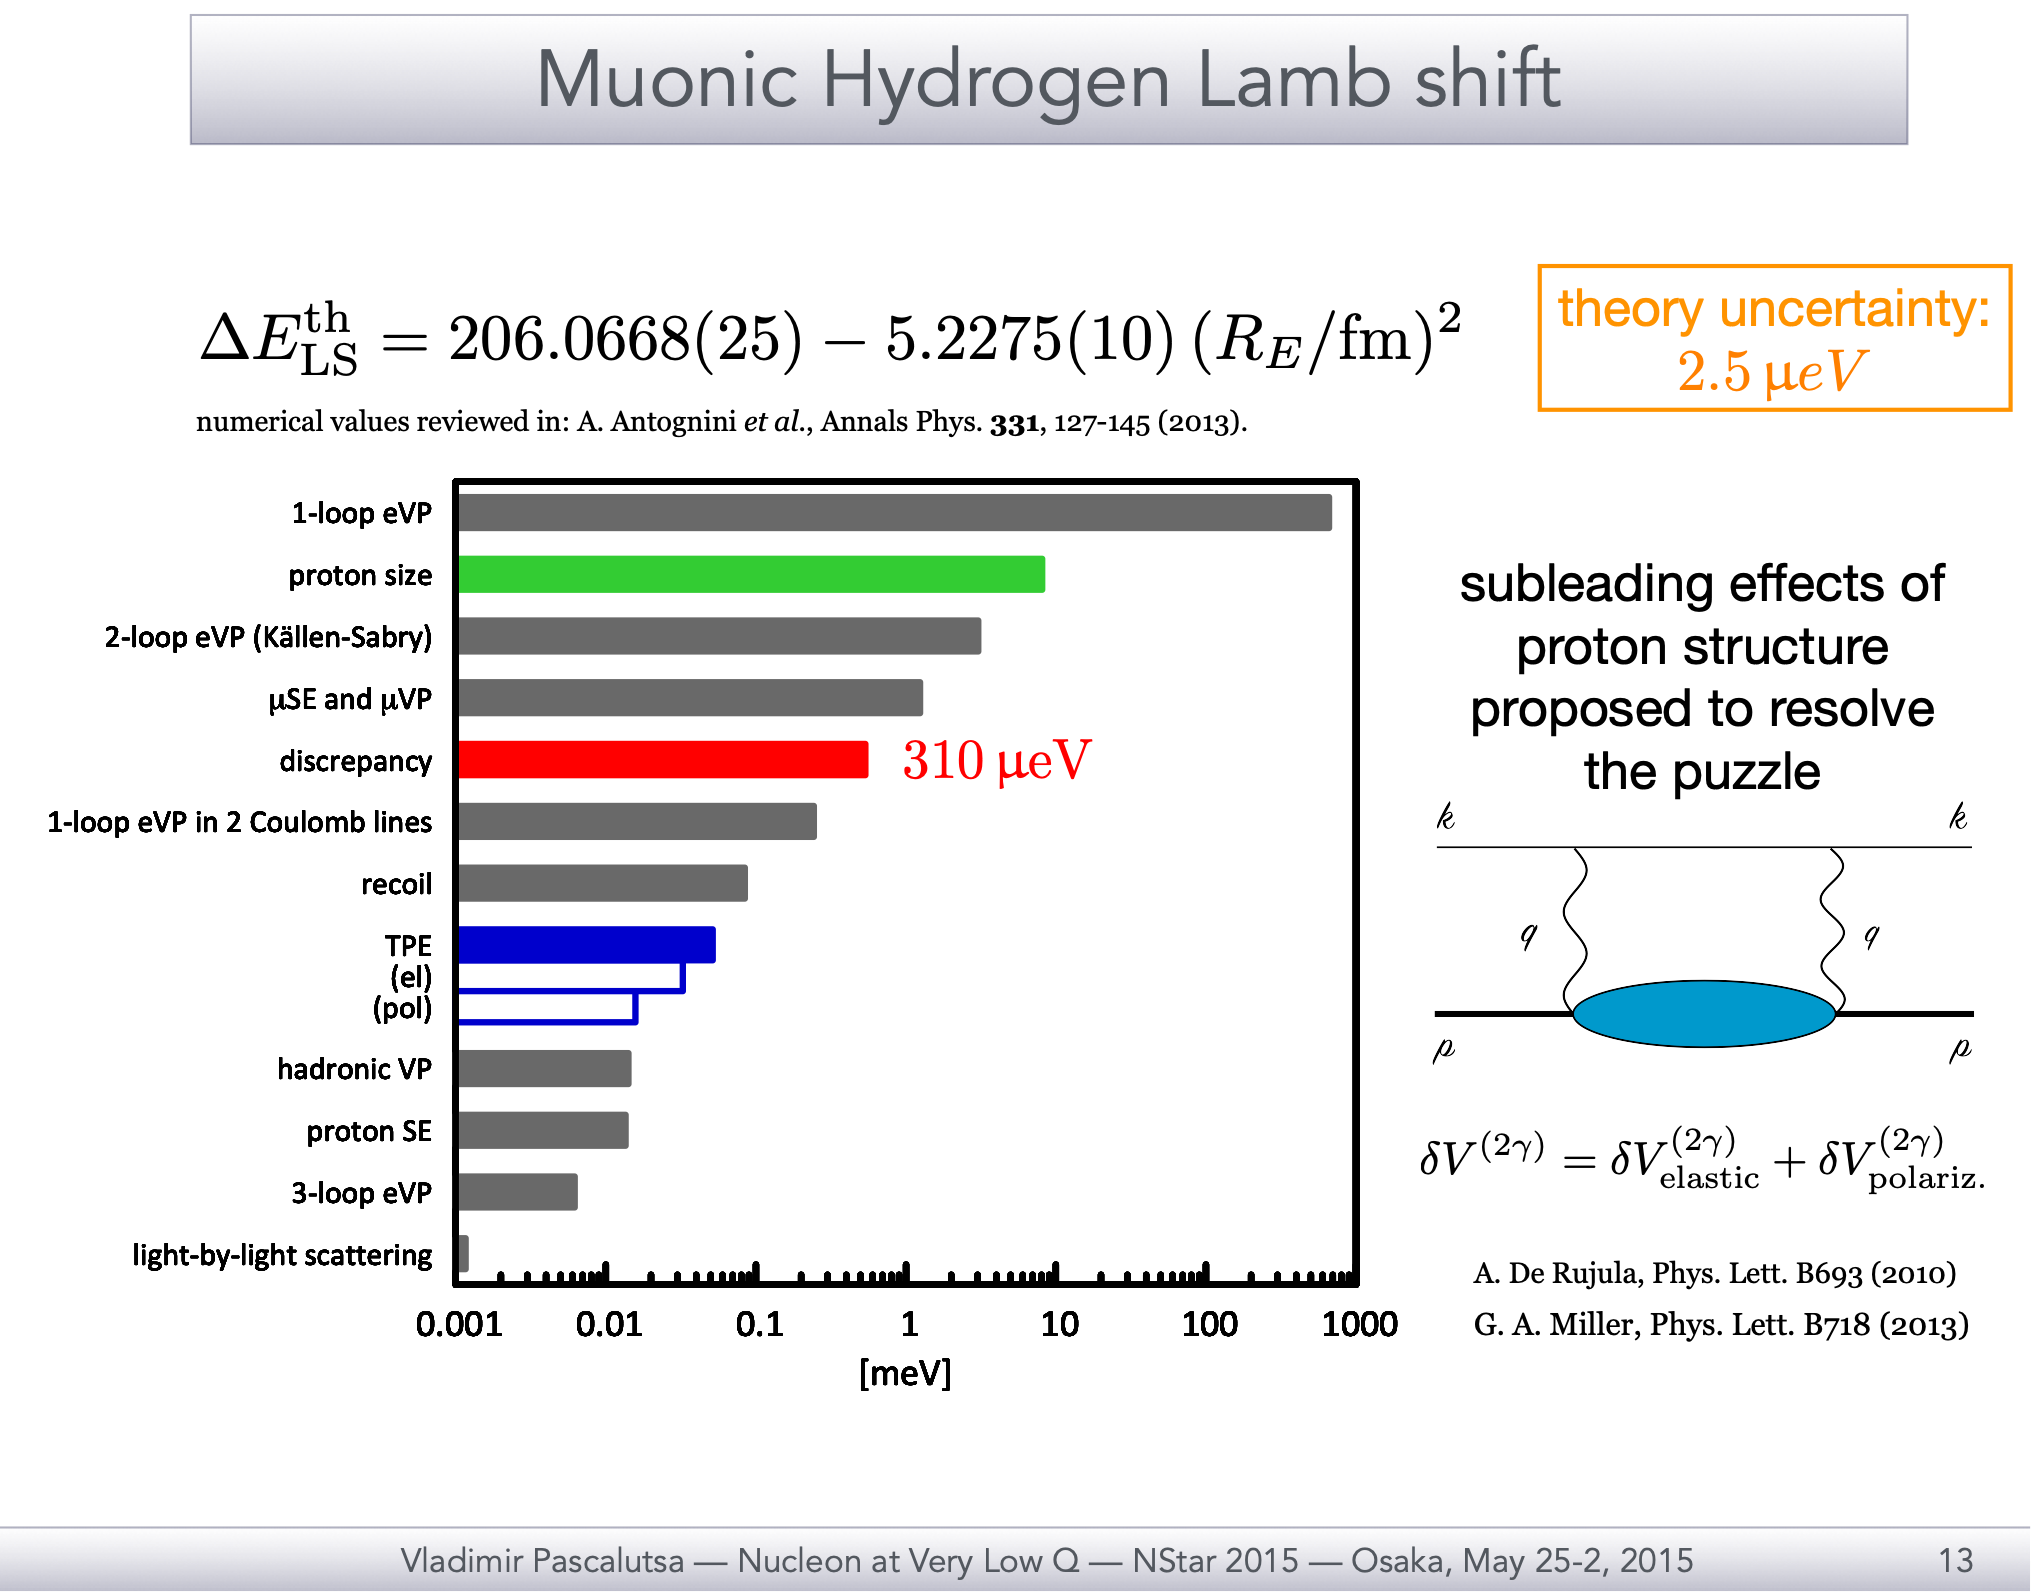 Muonic Hydrogen Lamb shift
ΔE_LS^th = 206.0668(25) − 5.2275(10) (R_E/fm)²
theory uncertainty:
2.5 µeV
numerical values reviewed in: A. Antognini et al., Annals Phys. 331, 127-145 (2013).
1-loop eVP
proton size
2-loop eVP (Källen-Sabry)
µSE and µVP
discrepancy
310 µeV
1-loop eVP in 2 Coulomb lines
recoil
TPE
(el)
(pol)
hadronic VP
proton SE
3-loop eVP
light-by-light scattering
0.001 0.01 0.1 1 10 100 1000
[meV]
subleading effects of
proton structure
proposed to resolve
the puzzle
k k
q q
p p
δV^(2γ) = δV_elastic^(2γ) + δV_polariz.^(2γ)
A. De Rujula, Phys. Lett. B693 (2010)
G. A. Miller, Phys. Lett. B718 (2013)
Vladimir Pascalutsa — Nucleon at Very Low Q — NStar 2015 — Osaka, May 25-2, 2015
13